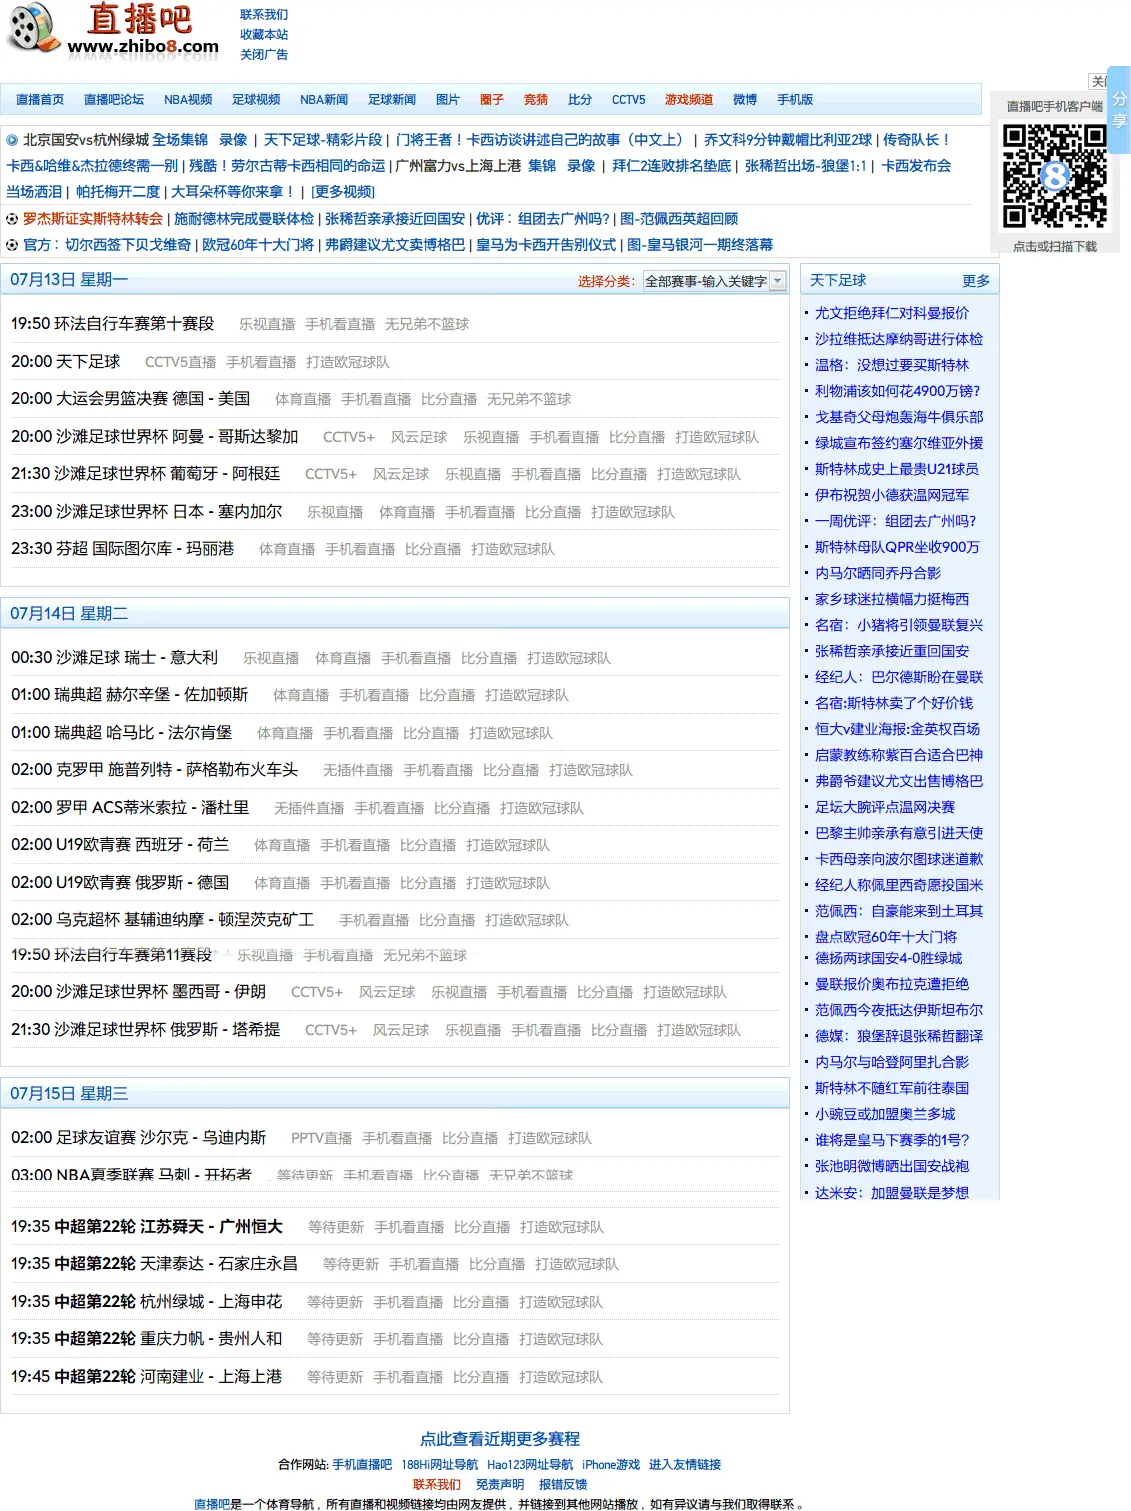 直播吧
www.zhibo8.com
联系我们
收藏本站
关闭广告
直播首页 直播吧论坛 NBA视频 足球视频 NBA新闻 足球新闻 图片 圈子 竞猜 比分 CCTV5 游戏频道 微博 手机版
北京国安vs杭州绿城 全场集锦 录像 | 天下足球-精彩片段 | 门将王者！卡西访谈讲述自己的故事（中文上） | 乔文科9分钟戴帽比利亚2球 | 传奇队长！
卡西&哈维&杰拉德终需一别 | 残酷！劳尔古蒂卡西相同的命运 | 广州富力vs上海上港 集锦 录像 | 拜仁2连败排名垫底 | 张稀哲出场-狼堡1:1 | 卡西发布会
当场洒泪 | 帕托梅开二度 | 大耳朵杯等你来拿！ | [更多视频]
罗杰斯证实斯特林转会 | 施耐德林完成曼联体检 | 张稀哲亲承接近回国安 | 优评：组团去广州吗? | 图-范佩西英超回顾
官方：切尔西签下贝戈维奇 | 欧冠60年十大门将 | 弗爵建议尤文卖博格巴 | 皇马为卡西开告别仪式 | 图-皇马银河一期终落幕
分享
直播吧手机客户端
点击或扫描下载
07月13日 星期一
选择分类： 全部赛事-输入关键字
19:50 环法自行车赛第十赛段 乐视直播 手机看直播 无兄弟不篮球
20:00 天下足球 CCTV5直播 手机看直播 打造欧冠球队
20:00 大运会男篮决赛 德国 - 美国 体育直播 手机看直播 比分直播 无兄弟不篮球
20:00 沙滩足球世界杯 阿曼 - 哥斯达黎加 CCTV5+ 风云足球 乐视直播 手机看直播 比分直播 打造欧冠球队
21:30 沙滩足球世界杯 葡萄牙 - 阿根廷 CCTV5+ 风云足球 乐视直播 手机看直播 比分直播 打造欧冠球队
23:00 沙滩足球世界杯 日本 - 塞内加尔 乐视直播 体育直播 手机看直播 比分直播 打造欧冠球队
23:30 芬超 国际图尔库 - 玛丽港 体育直播 手机看直播 比分直播 打造欧冠球队
07月14日 星期二
00:30 沙滩足球 瑞士 - 意大利 乐视直播 体育直播 手机看直播 比分直播 打造欧冠球队
01:00 瑞典超 赫尔辛堡 - 佐加顿斯 体育直播 手机看直播 比分直播 打造欧冠球队
01:00 瑞典超 哈马比 - 法尔肯堡 体育直播 手机看直播 比分直播 打造欧冠球队
02:00 克罗甲 施普列特 - 萨格勒布火车头 无插件直播 手机看直播 比分直播 打造欧冠球队
02:00 罗甲 ACS蒂米索拉 - 潘杜里 无插件直播 手机看直播 比分直播 打造欧冠球队
02:00 U19欧青赛 西班牙 - 荷兰 体育直播 手机看直播 比分直播 打造欧冠球队
02:00 U19欧青赛 俄罗斯 - 德国 体育直播 手机看直播 比分直播 打造欧冠球队
02:00 乌克超杯 基辅迪纳摩 - 顿涅茨克矿工 手机看直播 比分直播 打造欧冠球队
19:50 环法自行车赛第11赛段 乐视直播 手机看直播 无兄弟不篮球
20:00 沙滩足球世界杯 墨西哥 - 伊朗 CCTV5+ 风云足球 乐视直播 手机看直播 比分直播 打造欧冠球队
21:30 沙滩足球世界杯 俄罗斯 - 塔希提 CCTV5+ 风云足球 乐视直播 手机看直播 比分直播 打造欧冠球队
07月15日 星期三
02:00 足球友谊赛 沙尔克 - 乌迪内斯 PPTV直播 手机看直播 比分直播 打造欧冠球队
03:00 NBA夏季联赛 马刺 - 开拓者 等待更新 手机看直播 比分直播 无兄弟不篮球
19:35 中超第22轮 江苏舜天 - 广州恒大 等待更新 手机看直播 比分直播 打造欧冠球队
19:35 中超第22轮 天津泰达 - 石家庄永昌 等待更新 手机看直播 比分直播 打造欧冠球队
19:35 中超第22轮 杭州绿城 - 上海申花 等待更新 手机看直播 比分直播 打造欧冠球队
19:35 中超第22轮 重庆力帆 - 贵州人和 等待更新 手机看直播 比分直播 打造欧冠球队
19:45 中超第22轮 河南建业 - 上海上港 等待更新 手机看直播 比分直播 打造欧冠球队
天下足球 更多
尤文拒绝拜仁对科曼报价
沙拉维抵达摩纳哥进行体检
温格：没想过要买斯特林
利物浦该如何花4900万镑?
戈基奇父母炮轰海牛俱乐部
绿城宣布签约塞尔维亚外援
斯特林成史上最贵U21球员
伊布祝贺小德获温网冠军
一周优评：组团去广州吗?
斯特林母队QPR坐收900万
内马尔晒同乔丹合影
家乡球迷拉横幅力挺梅西
名宿：小猪将引领曼联复兴
张稀哲亲承接近重回国安
经纪人：巴尔德斯盼在曼联
名宿:斯特林卖了个好价钱
恒大v建业海报:金英权百场
启蒙教练称紫百合适合巴神
弗爵爷建议尤文出售博格巴
足坛大腕评点温网决赛
巴黎主帅亲承有意引进天使
卡西母亲向波尔图球迷道歉
经纪人称佩里西奇愿投国米
范佩西：自豪能来到土耳其
盘点欧冠60年十大门将
德扬两球国安4-0胜绿城
曼联报价奥布拉克遭拒绝
范佩西今夜抵达伊斯坦布尔
德媒：狼堡辞退张稀哲翻译
内马尔与哈登阿里扎合影
斯特林不随红军前往泰国
小豌豆或加盟奥兰多城
谁将是皇马下赛季的1号?
张池明微博晒出国安战袍
达米安：加盟曼联是梦想
点此查看近期更多赛程
合作网站: 手机直播吧 188Hi网址导航 Hao123网址导航 iPhone游戏 进入友情链接
联系我们 免责声明 报错反馈
直播吧是一个体育导航，所有直播和视频链接均由网友提供，并链接到其他网站播放，如有异议请与我们取得联系。